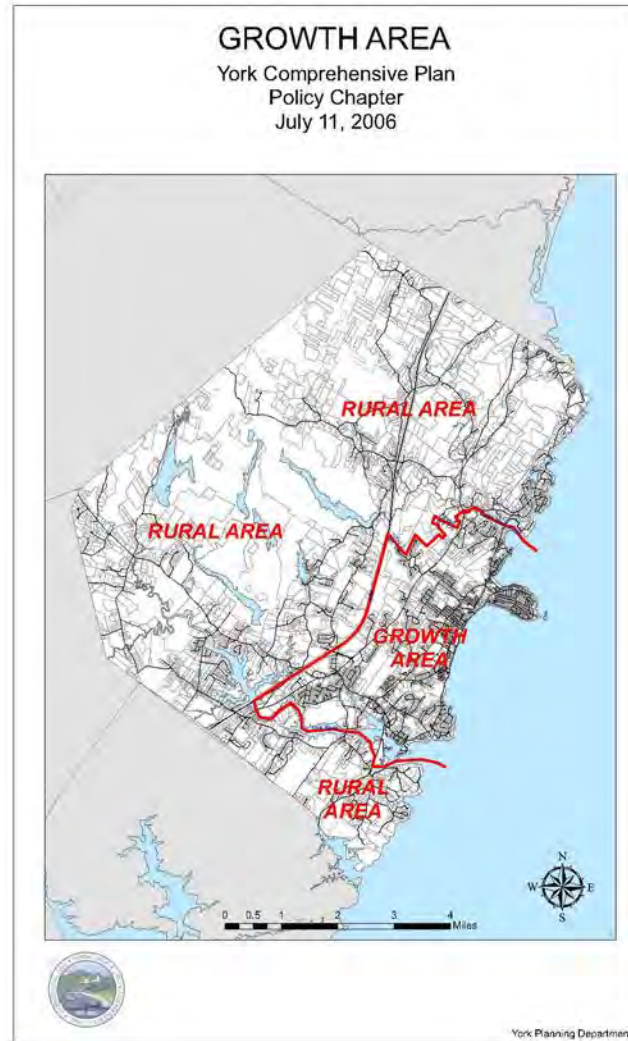 GROWTH AREA
York Comprehensive Plan
Policy Chapter
July 11, 2006
RURAL AREA
RURAL AREA
GROWTH
AREA
RURAL
AREA
N
W
E
S
0 0.5 1 2 3 4
Miles
York Planning Departmen